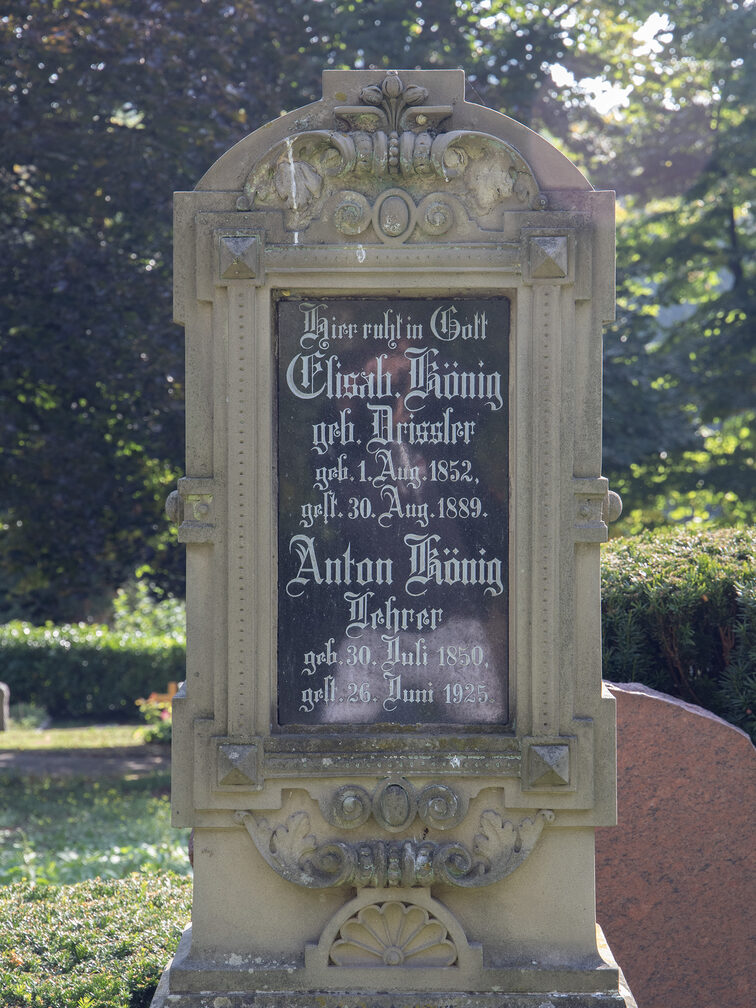 Hier ruht in Gott
Elisab. König
geb. Drissler
geb. 1. Aug. 1852,
gest. 30. Aug. 1889.
Anton König
Lehrer
geb. 30. Juli 1850,
gest. 26. Juni 1925.